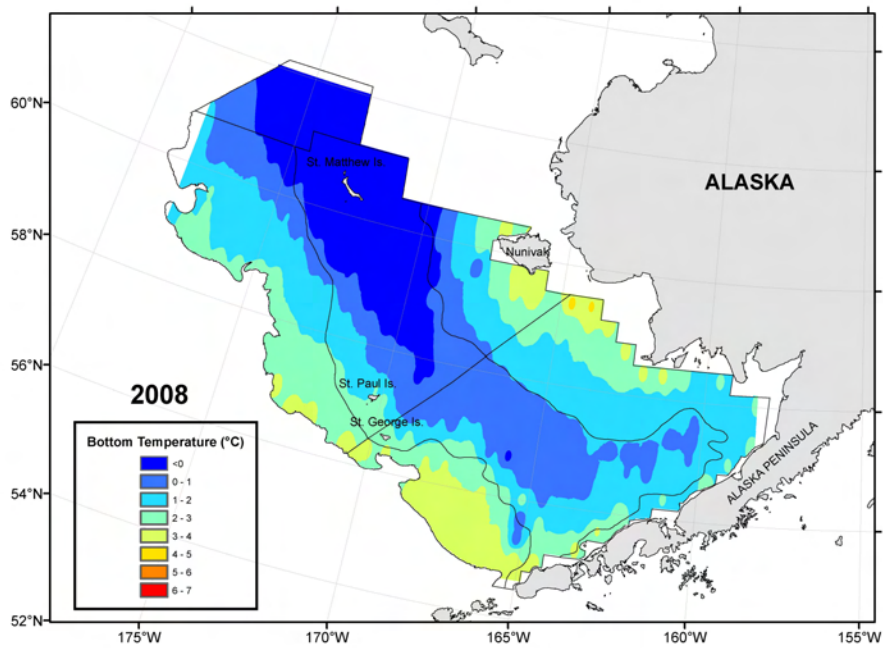 60°N
58°N
56°N
54°N
52°N
St. Matthew Is.
ALASKA
Nunivak
St. Paul Is.
St. George Is.
ALASKA PENINSULA
2008
Bottom Temperature (°C)
<0
0 - 1
1 - 2
2 - 3
3 - 4
4 - 5
5 - 6
6 - 7
175°W
170°W
165°W
160°W
155°W